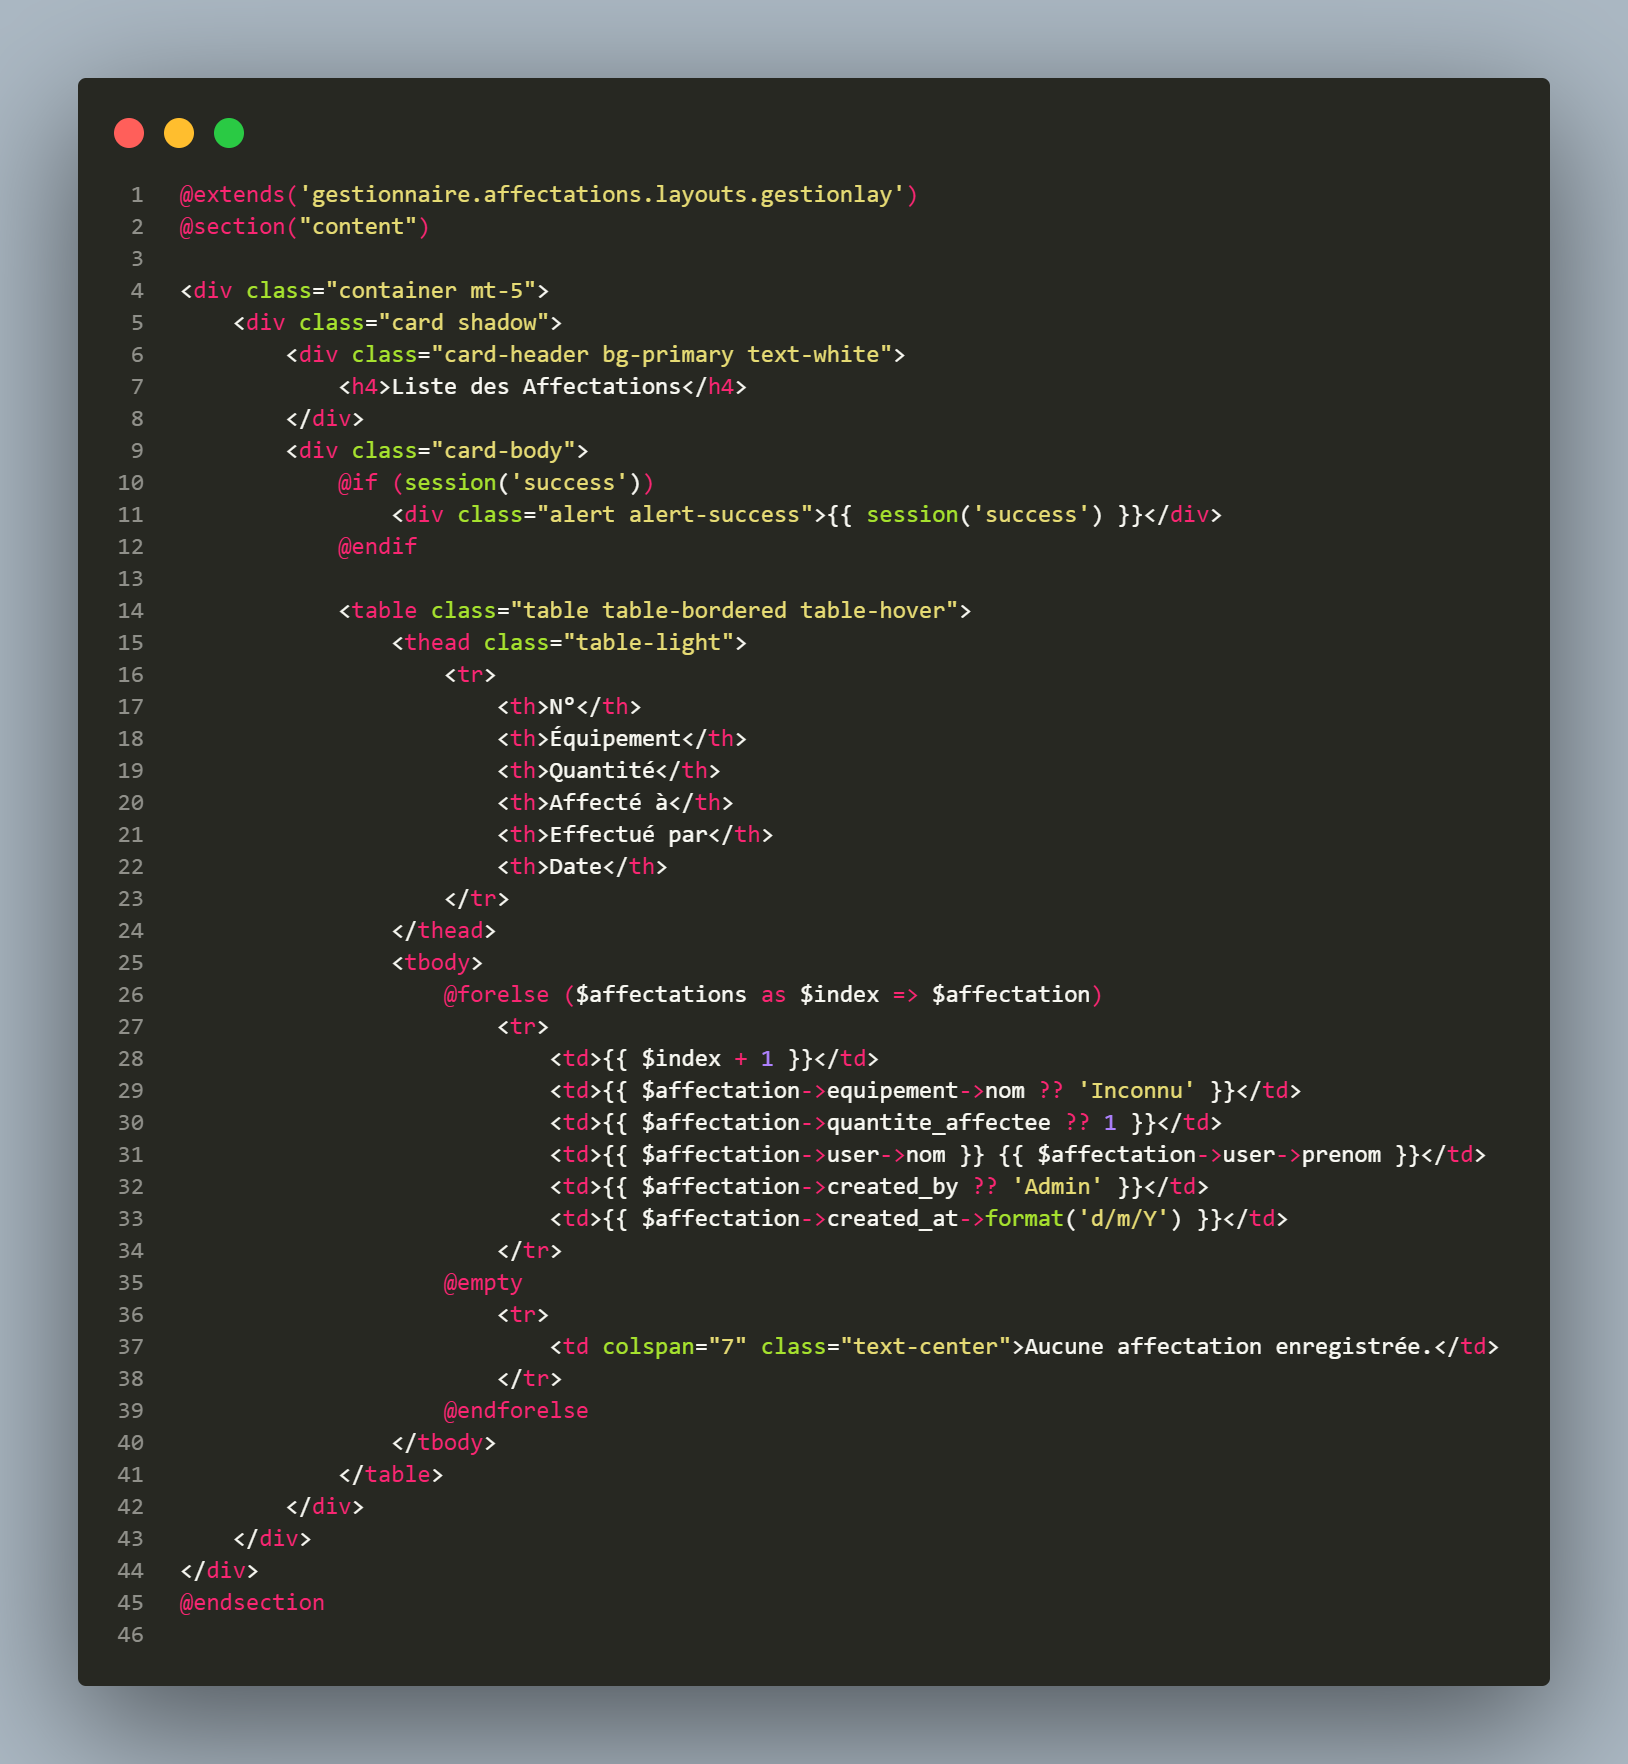 1 @extends('gestionnaire.affectations.layouts.gestionlay')
2 @section("content")
3
4 <div class="container mt-5">
5     <div class="card shadow">
6         <div class="card-header bg-primary text-white">
7             <h4>Liste des Affectations</h4>
8         </div>
9         <div class="card-body">
10             @if (session('success'))
11                 <div class="alert alert-success">{{ session('success') }}</div>
12             @endif
13
14             <table class="table table-bordered table-hover">
15                 <thead class="table-light">
16                     <tr>
17                         <th>N°</th>
18                         <th>Équipement</th>
19                         <th>Quantité</th>
20                         <th>Affecté à</th>
21                         <th>Effectué par</th>
22                         <th>Date</th>
23                     </tr>
24                 </thead>
25                 <tbody>
26                     @forelse ($affectations as $index => $affectation)
27                         <tr>
28                             <td>{{ $index + 1 }}</td>
29                             <td>{{ $affectation->equipement->nom ?? 'Inconnu' }}</td>
30                             <td>{{ $affectation->quantite_affectee ?? 1 }}</td>
31                             <td>{{ $affectation->user->nom }} {{ $affectation->user->prenom }}</td>
32                             <td>{{ $affectation->created_by ?? 'Admin' }}</td>
33                             <td>{{ $affectation->created_at->format('d/m/Y') }}</td>
34                         </tr>
35                     @empty
36                         <tr>
37                             <td colspan="7" class="text-center">Aucune affectation enregistrée.</td>
38                         </tr>
39                     @endforelse
40                 </tbody>
41             </table>
42         </div>
43     </div>
44 </div>
45 @endsection
46